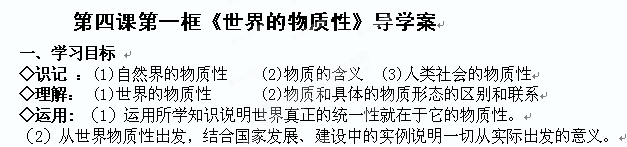 第四课第一框《世界的物质性》导学案
一、学习目标
◇识记 ：(1)自然界的物质性 (2)物质的含义 (3)人类社会的物质性
◇理解： (1)世界的物质性 (2)物质和具体的物质形态的区别和联系
◇运用：（1）运用所学知识说明世界真正的统一性就在于它的物质性。
（2）从世界物质性出发，结合国家发展、建设中的实例说明一切从实际出发的意义。